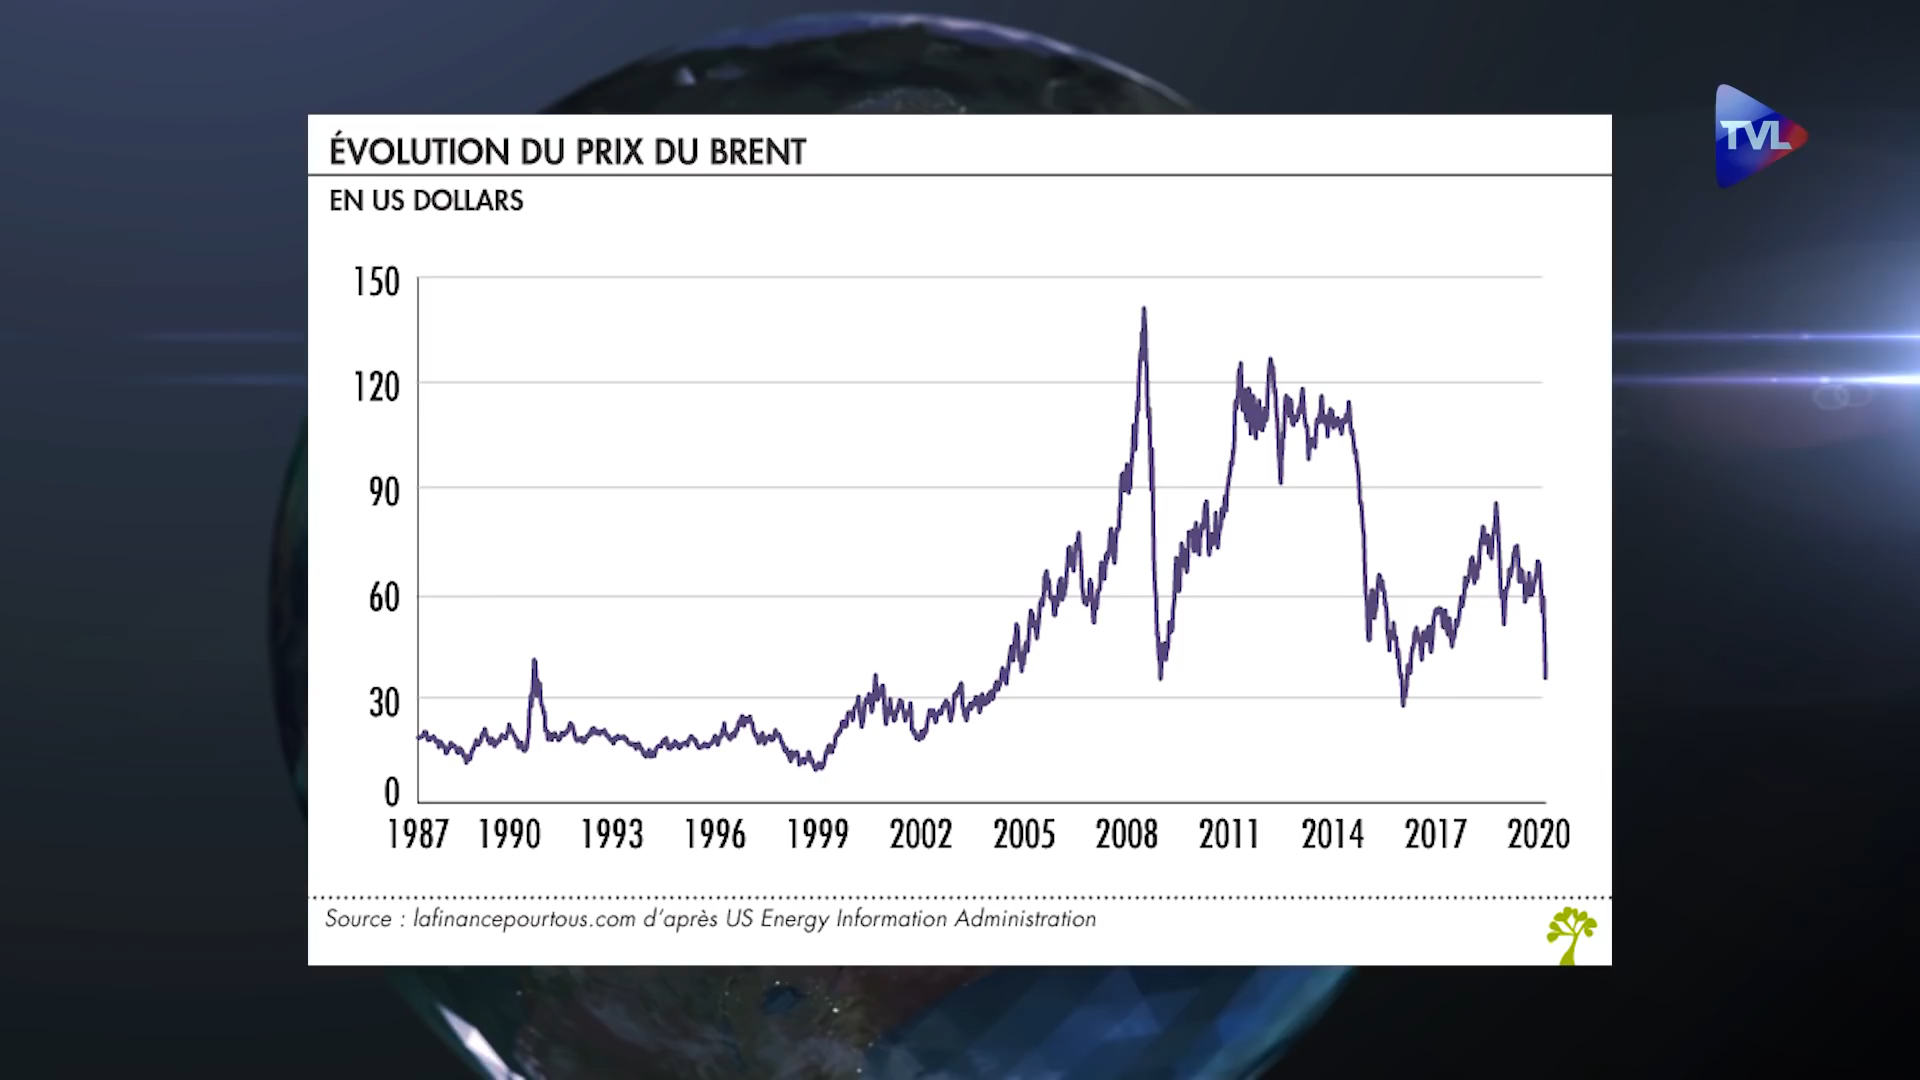 ÉVOLUTION DU PRIX DU BRENT
TVL
EN US DOLLARS
150
120
90
60
30
0
1987 1990 1993 1996 1999 2002 2005 2008 2011 2014 2017 2020
Source : lafinancepourtous.com d'après US Energy Information Administration